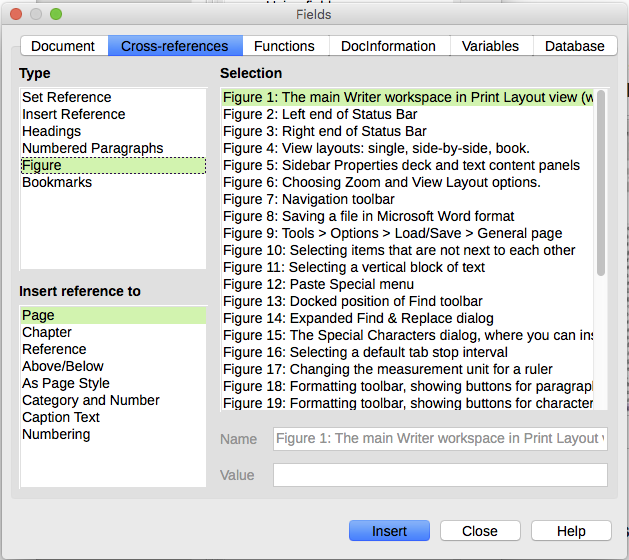 Fields
Document Cross-references Functions DocInformation Variables Database
Type
Set Reference
Insert Reference
Headings
Numbered Paragraphs
Figure
Bookmarks
Insert reference to
Page
Chapter
Reference
Above/Below
As Page Style
Category and Number
Caption Text
Numbering
Selection
Figure 1: The main Writer workspace in Print Layout view (w
Figure 2: Left end of Status Bar
Figure 3: Right end of Status Bar
Figure 4: View layouts: single, side-by-side, book.
Figure 5: Sidebar Properties deck and text content panels
Figure 6: Choosing Zoom and View Layout options.
Figure 7: Navigation toolbar
Figure 8: Saving a file in Microsoft Word format
Figure 9: Tools > Options > Load/Save > General page
Figure 10: Selecting items that are not next to each other
Figure 11: Selecting a vertical block of text
Figure 12: Paste Special menu
Figure 13: Docked position of Find toolbar
Figure 14: Expanded Find & Replace dialog
Figure 15: The Special Characters dialog, where you can ins
Figure 16: Selecting a default tab stop interval
Figure 17: Changing the measurement unit for a ruler
Figure 18: Formatting toolbar, showing buttons for paragrap
Figure 19: Formatting toolbar, showing buttons for character
Name Figure 1: The main Writer workspace in Print Layout
Value
Insert Close Help